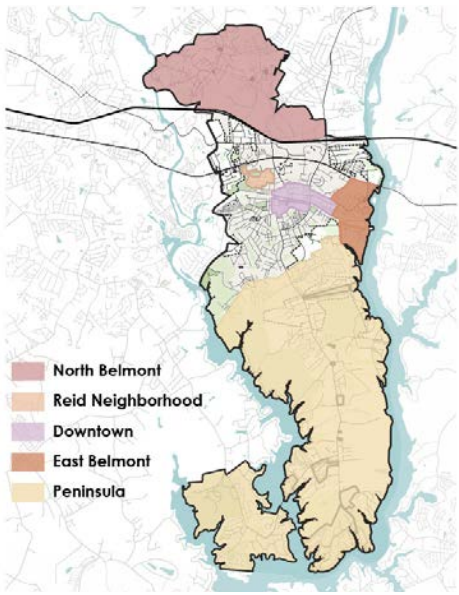 North Belmont
Reid Neighborhood
Downtown
East Belmont
Peninsula